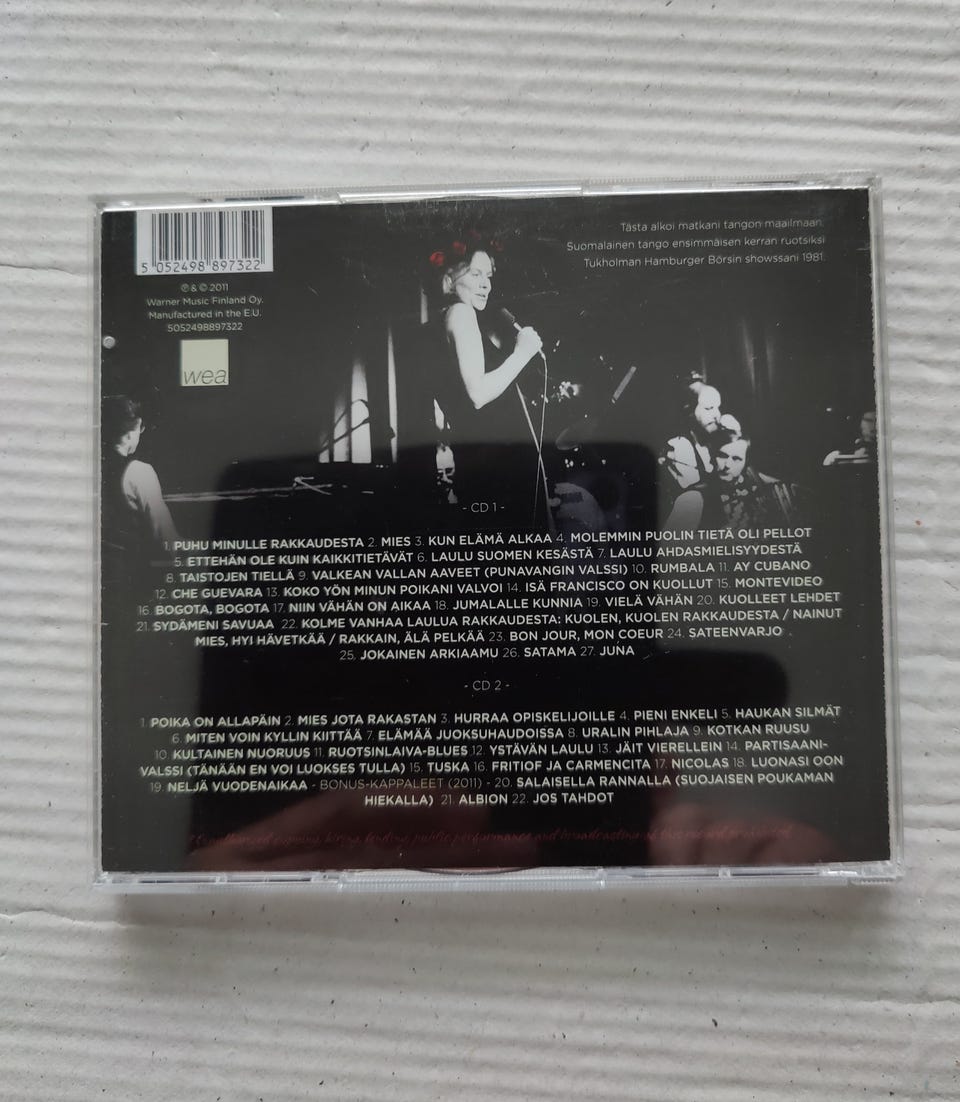 5 052498 897322
℗ & © 2011
Warner Music Finland Oy.
Manufactured in the E.U.
5052498897322
wea
Tästa alkoi matkani tangon maailmaan.
Suomalainen tango ensimmäisen kerran ruotsiksi
Tukholman Hamburger Börsin showssani 1981.
- CD 1 -
1. PUHU MINULLE RAKKAUDESTA 2. MIES 3. KUN ELÄMÄ ALKAA 4. MOLEMMIN PUOLIN TIETÄ OLI PELLOT
5. ETTEHÄN OLE KUIN KAIKKITIETÄVÄT 6. LAULU SUOMEN KESÄSTÄ 7. LAULU AHDASMIELISYYDESTÄ
8. TAISTOJEN TIELLÄ 9. VALKEAN VALLAN AAVEET (PUNAVANGIN VALSSI) 10. RUMBALA 11. AY CUBANO
12. CHE GUEVARA 13. KOKO YÖN MINUN POIKANI VALVOI 14. ISÄ FRANCISCO ON KUOLLUT 15. MONTEVIDEO
16. BOGOTA, BOGOTA 17. NIIN VÄHÄN ON AIKAA 18. JUMALALLE KUNNIA 19. VIELÄ VÄHÄN 20. KUOLLEET LEHDET
21. SYDÄMENI SAVUAA 22. KOLME VANHAA LAULUA RAKKAUDESTA: KUOLEN, KUOLEN RAKKAUDESTA / NAINUT
MIES, HYI HÄVETKÄÄ / RAKKAIN, ÄLÄ PELKÄÄ 23. BON JOUR, MON COEUR 24. SATEENVARJO
25. JOKAINEN ARKIAAMU 26. SATAMA 27. JUNA
- CD 2 -
1. POIKA ON ALLAPÄIN 2. MIES JOTA RAKASTAN 3. HURRAA OPISKELIJOILLE 4. PIENI ENKELI 5. HAUKAN SILMÄT
6. MITEN VOIN KYLLIN KIITTÄÄ 7. ELÄMÄÄ JUOKSUHAUDOISSA 8. URALIN PIHLAJA 9. KOTKAN RUUSU
10. KULTAINEN NUORUUS 11. RUOTSINLAIVA-BLUES 12. YSTÄVÄN LAULU 13. JÄIT VIERELLEIN 14. PARTISAANI-
VALSSI (TÄNÄÄN EN VOI LUOKSES TULLA) 15. TUSKA 16. FRITIOF JA CARMENCITA 17. NICOLAS 18. LUONASI OON
19. NELJÄ VUODENAIKAA - BONUS-KAPPALEET (2011) - 20. SALAISELLA RANNALLA (SUOJAISEN POUKAMAN
HIEKALLA) 21. ALBION 22. JOS TAHDOT
public performance and broadcasting of this record prohibited